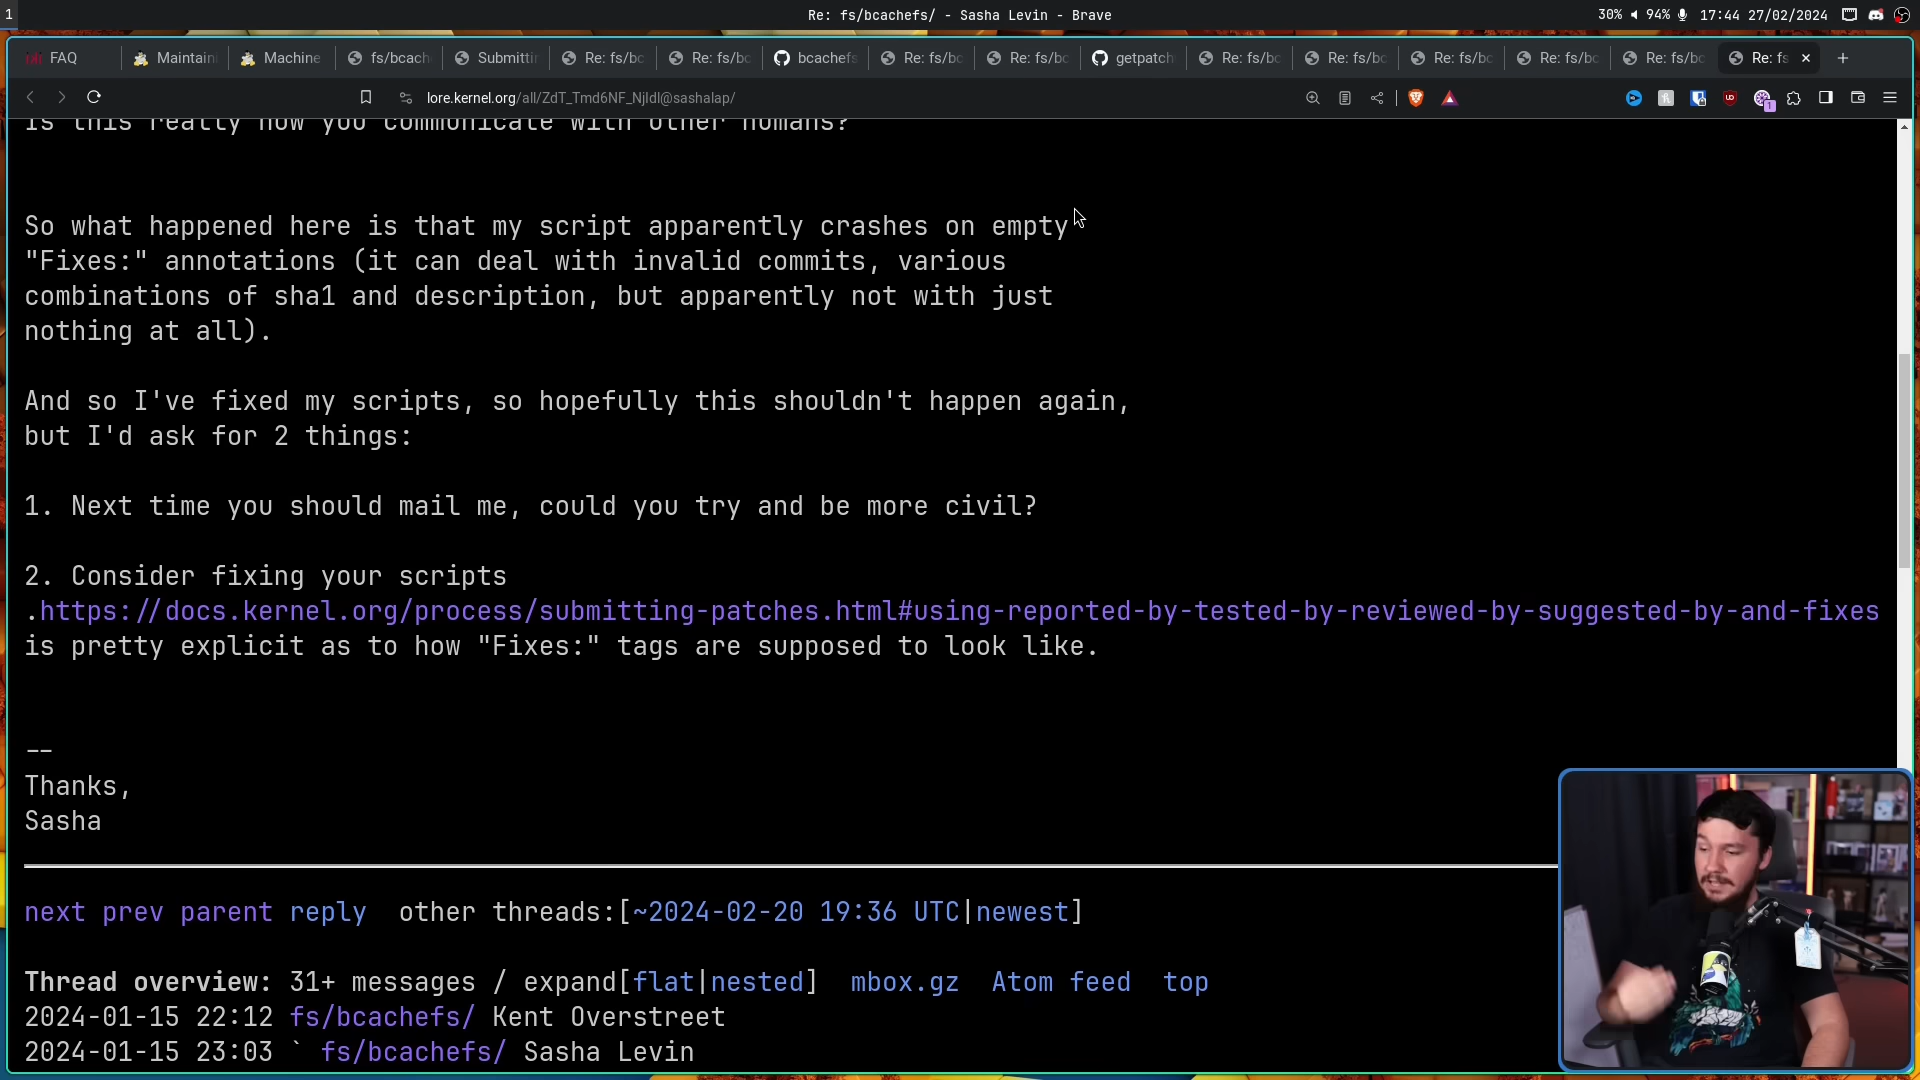 1
Re: fs/bcachefs/ - Sasha Levin - Brave
30% 94% 17:44 27/02/2024
FAQ
Maintaini
Machine
fs/bcach
Submittin
Re: fs/bc
Re: fs/bc
bcachefs
Re: fs/bc
Re: fs/bc
getpatch
Re: fs/bc
Re: fs/bc
Re: fs/bc
Re: fs/bc
Re: fs/bc
Re: fs
lore.kernel.org/all/ZdT_Tmd6NF_NjIdl@sashalap/
Is this really how you communicate with other humans?
So what happened here is that my script apparently crashes on empty
"Fixes:" annotations (it can deal with invalid commits, various
combinations of sha1 and description, but apparently not with just
nothing at all).
And so I've fixed my scripts, so hopefully this shouldn't happen again,
but I'd ask for 2 things:
1. Next time you should mail me, could you try and be more civil?
2. Consider fixing your scripts
.https://docs.kernel.org/process/submitting-patches.html#using-reported-by-tested-by-reviewed-by-suggested-by-and-fixes
is pretty explicit as to how "Fixes:" tags are supposed to look like.
--
Thanks,
Sasha
next prev parent reply other threads:[~2024-02-20 19:36 UTC|newest]
Thread overview: 31+ messages / expand[flat|nested] mbox.gz Atom feed top
2024-01-15 22:12 fs/bcachefs/ Kent Overstreet
2024-01-15 23:03 ` fs/bcachefs/ Sasha Levin